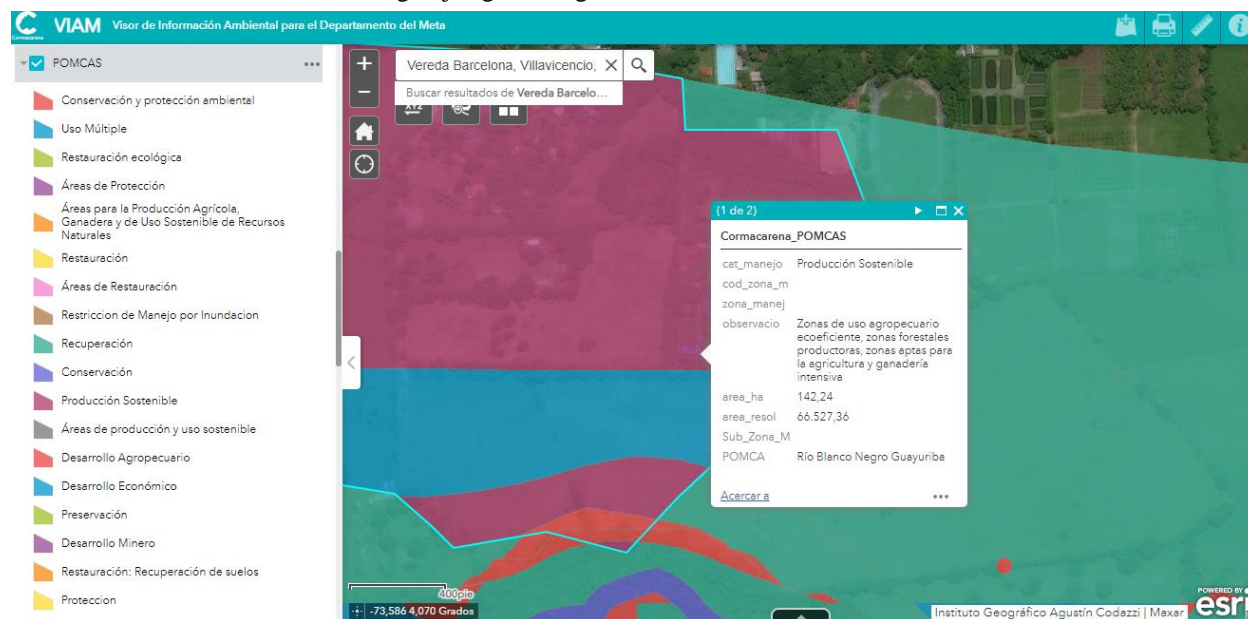 Cormacarena
VIAM Visor de Información Ambiental para el Departamento del Meta
POMCAS
Conservación y protección ambiental
Uso Múltiple
Restauración ecológica
Áreas de Protección
Áreas para la Producción Agrícola,
Ganadera y de Uso Sostenible de Recursos
Naturales
Restauración
Áreas de Restauración
Restriccion de Manejo por Inundacion
Recuperación
Conservación
Producción Sostenible
Áreas de producción y uso sostenible
Desarrollo Agropecuario
Desarrollo Económico
Preservación
Desarrollo Minero
Restauración: Recuperación de suelos
Proteccion
Vereda Barcelona, Villavicencio,
Buscar resultados de Vereda Barcelo...
XYZ
(1 de 2)
Cormacarena_POMCAS
cat_manejo Producción Sostenible
cod_zona_m
zona_manej
observacio Zonas de uso agropecuario
ecoeficiente, zonas forestales
productoras, zonas aptas para
la agricultura y ganadería
intensiva
area_ha 142,24
area_resol 66.527,36
Sub_Zona_M
POMCA Río Blanco Negro Guayuriba
Acercar a
400pie
-73,586 4,070 Grados
Instituto Geográfico Agustín Codazzi | Maxar
POWERED BY
esri